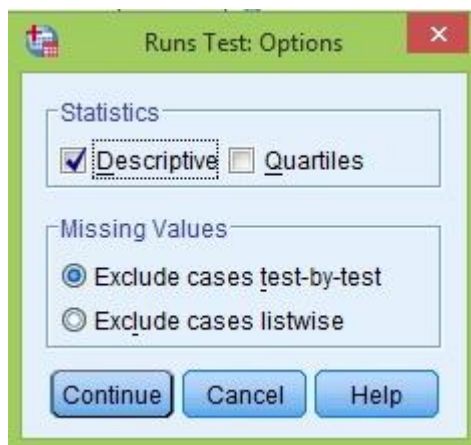 Runs Test: Options
Statistics
Descriptive Quartiles
Missing Values
Exclude cases test-by-test
Exclude cases listwise
Continue Cancel Help